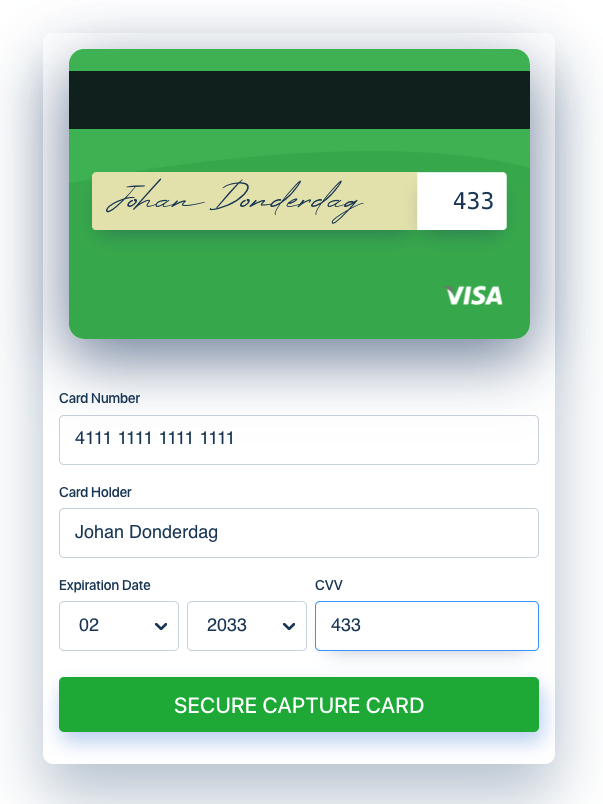 Johan Donderdag 433
VISA
Card Number
4111 1111 1111 1111
Card Holder
Johan Donderdag
Expiration Date CVV
02 2033 433
SECURE CAPTURE CARD